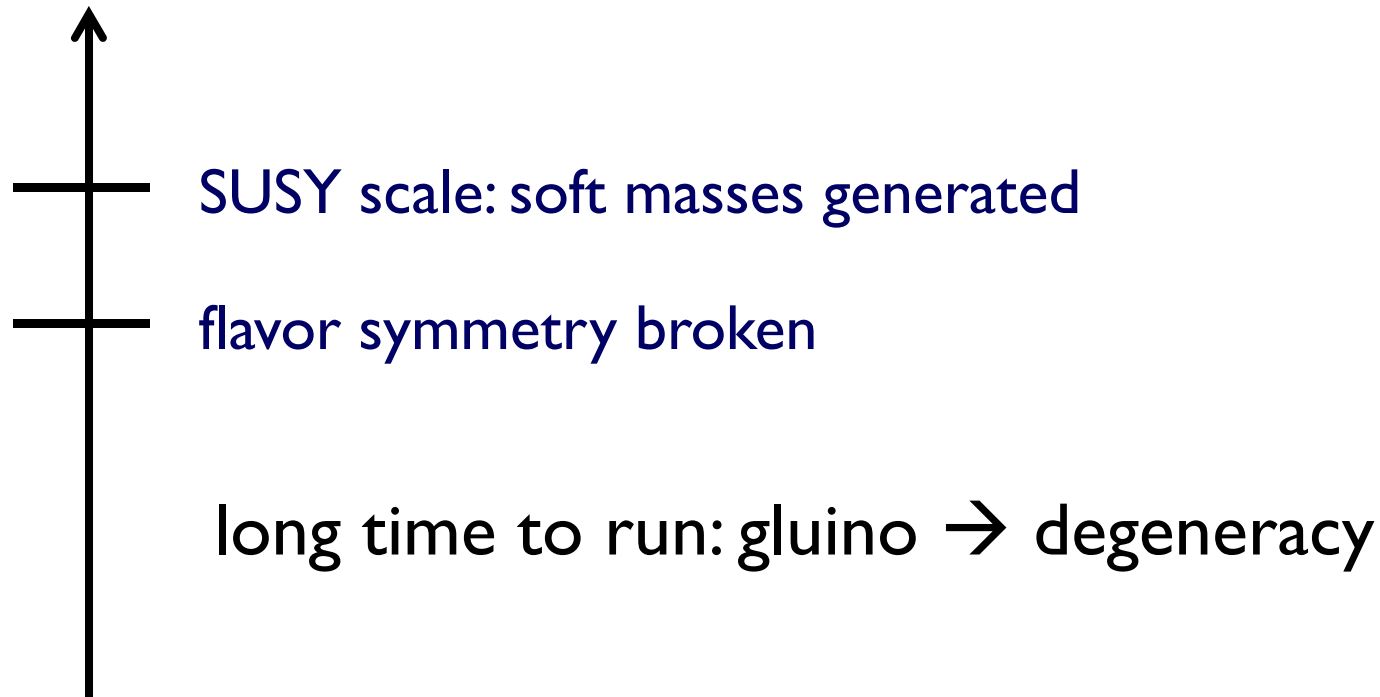 SUSY scale: soft masses generated
flavor symmetry broken
long time to run: gluino → degeneracy